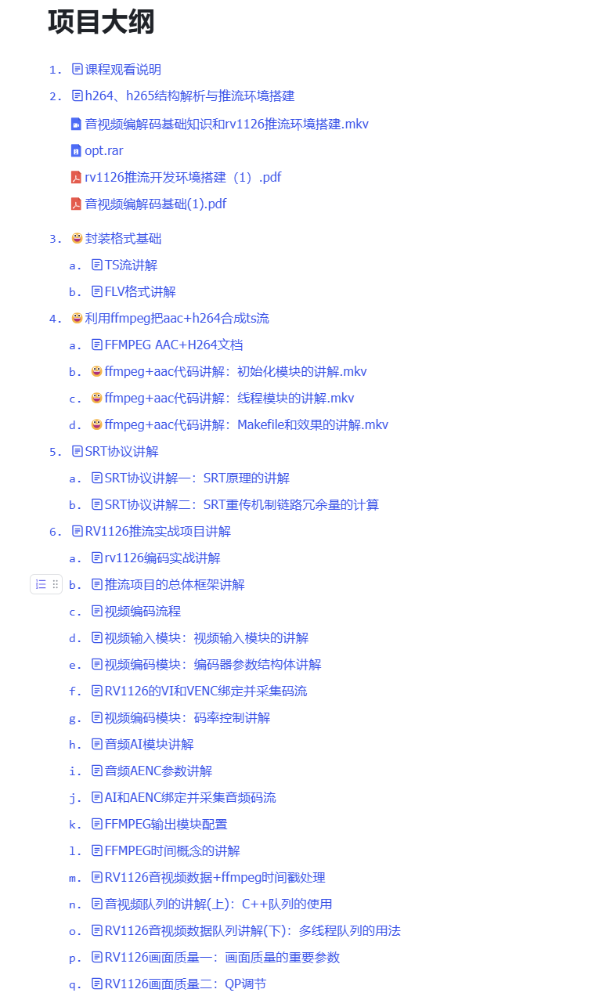 项目大纲
1. 课程观看说明
2. h264、h265结构解析与推流环境搭建
音视频编解码基础知识和rv1126推流环境搭建.mkv
opt.rar
rv1126推流开发环境搭建（1）.pdf
音视频编解码基础(1).pdf
3. 封装格式基础
a. TS流讲解
b. FLV格式讲解
4. 利用ffmpeg把aac+h264合成ts流
a. FFMPEG AAC+H264文档
b. ffmpeg+aac代码讲解：初始化模块的讲解.mkv
c. ffmpeg+aac代码讲解：线程模块的讲解.mkv
d. ffmpeg+aac代码讲解：Makefile和效果的讲解.mkv
5. SRT协议讲解
a. SRT协议讲解一：SRT原理的讲解
b. SRT协议讲解二：SRT重传机制链路冗余量的计算
6. RV1126推流实战项目讲解
a. rv1126编码实战讲解
b. 推流项目的总体框架讲解
c. 视频编码流程
d. 视频输入模块：视频输入模块的讲解
e. 视频编码模块：编码器参数结构体讲解
f. RV1126的VI和VENC绑定并采集码流
g. 视频编码模块：码率控制讲解
h. 音频AI模块讲解
i. 音频AENC参数讲解
j. AI和AENC绑定并采集音频码流
k. FFMPEG输出模块配置
l. FFMPEG时间概念的讲解
m. RV1126音视频数据+ffmpeg时间戳处理
n. 音视频队列的讲解(上)：C++队列的使用
o. RV1126音视频数据队列讲解(下)：多线程队列的用法
p. RV1126画面质量一：画面质量的重要参数
q. RV1126画面质量二：QP调节